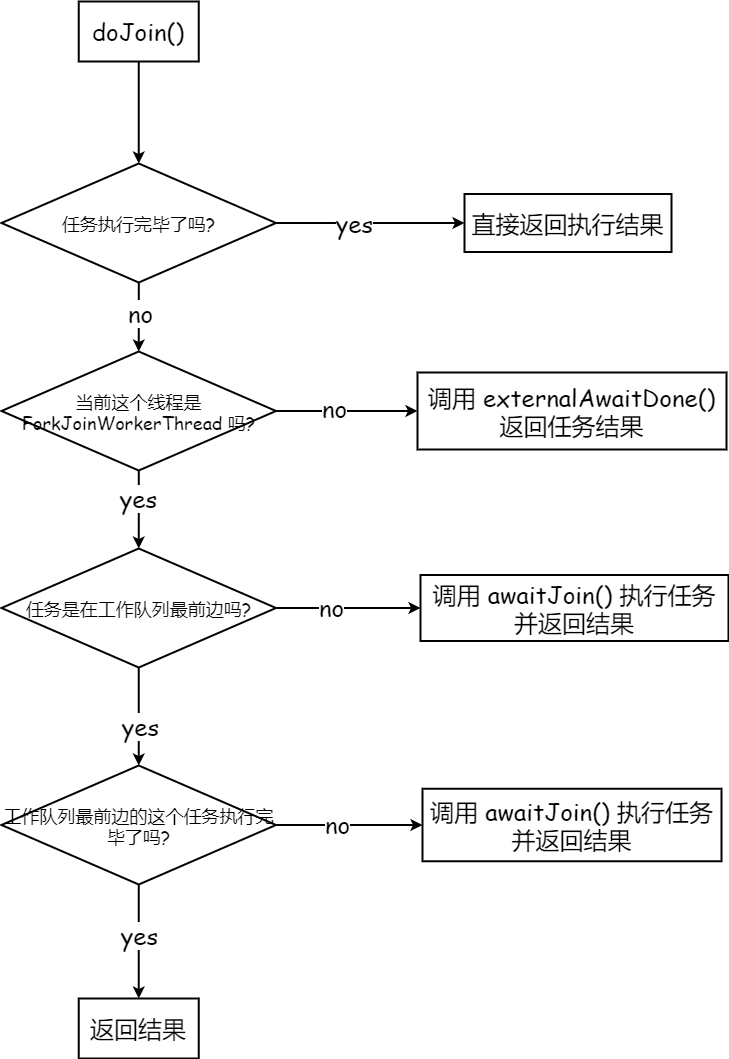 doJoin()
任务执行完毕了吗?
yes
直接返回执行结果
no
当前这个线程是
ForkJoinWorkerThread 吗?
no
调用 externalAwaitDone()
返回任务结果
yes
任务是在工作队列最前边吗?
no
调用 awaitJoin() 执行任务
并返回结果
yes
工作队列最前边的这个任务执行完
毕了吗?
no
调用 awaitJoin() 执行任务
并返回结果
yes
返回结果